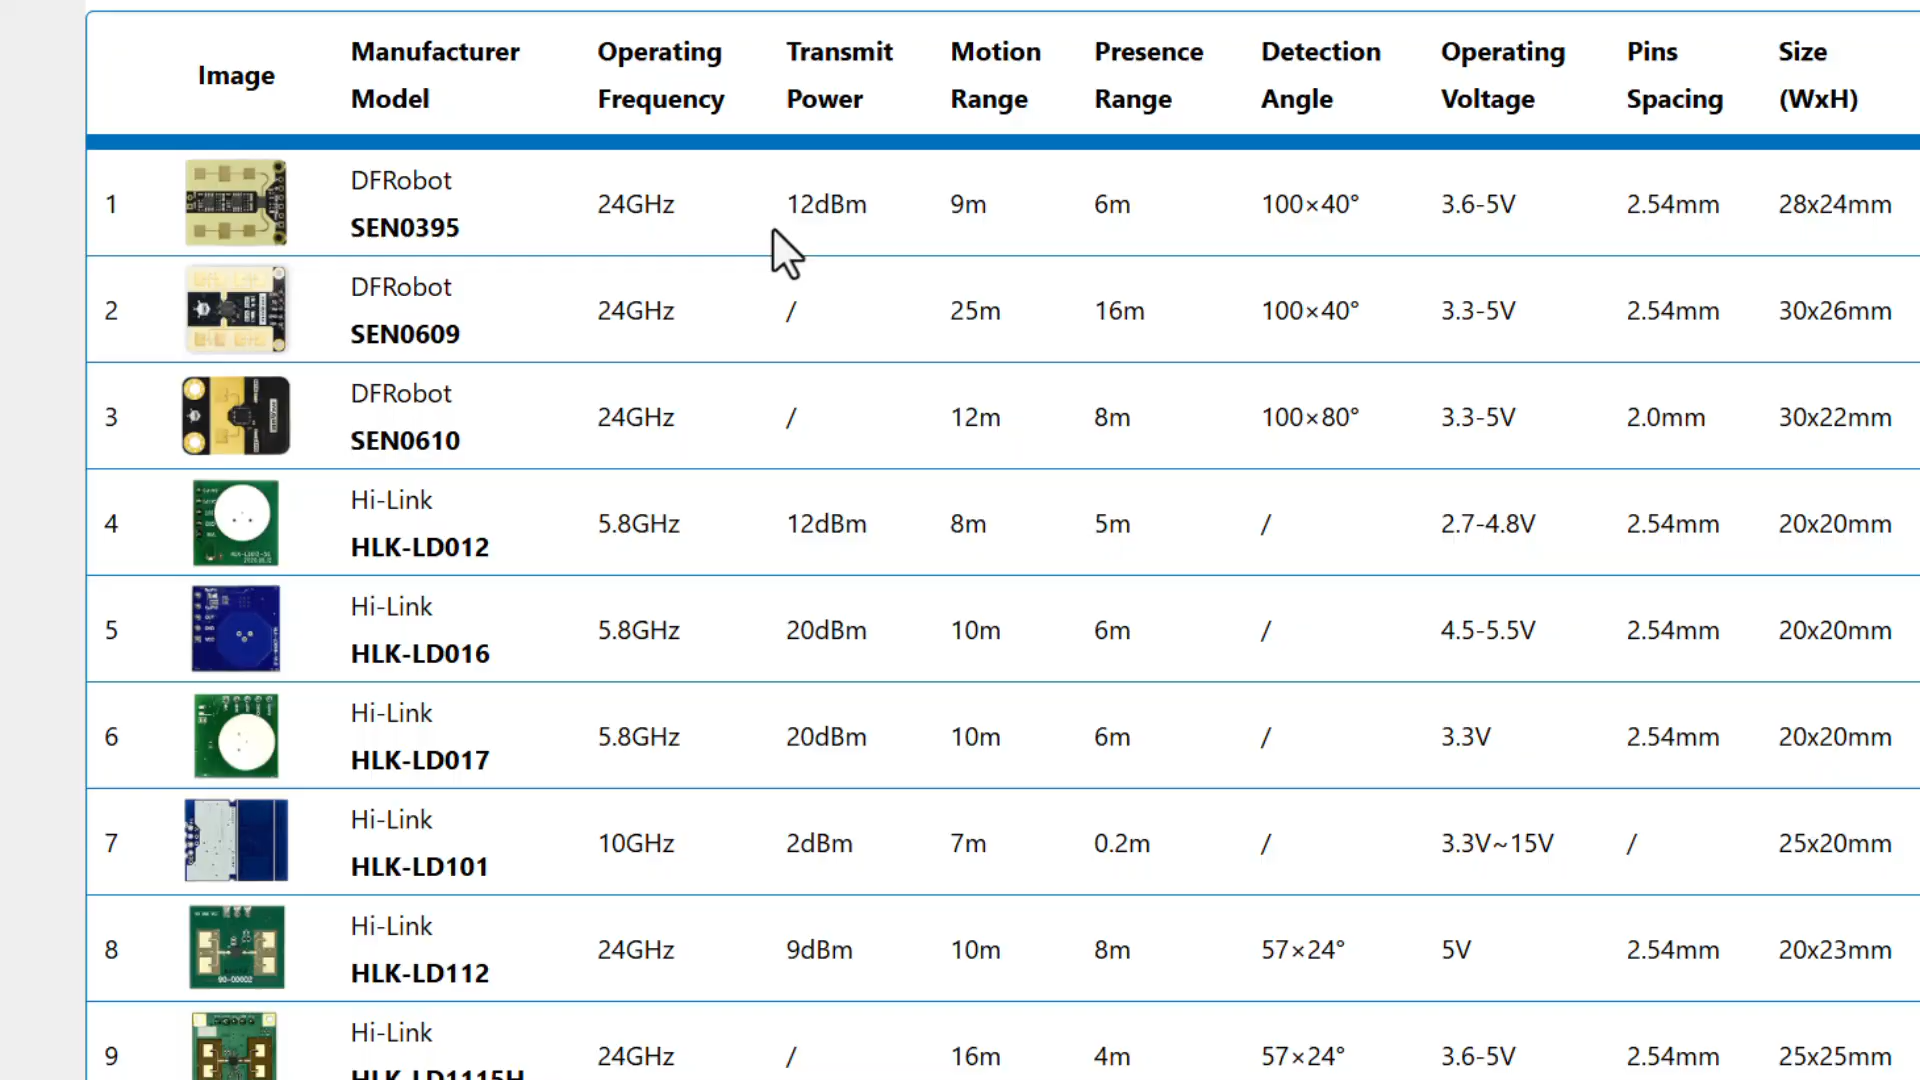 Image
Manufacturer Model
Operating Frequency
Transmit Power
Motion Range
Presence Range
Detection Angle
Operating Voltage
Pins Spacing
Size (WxH)
1 DFRobot SEN0395 24GHz 12dBm 9m 6m 100×40° 3.6-5V 2.54mm 28x24mm
2 DFRobot SEN0609 24GHz / 25m 16m 100×40° 3.3-5V 2.54mm 30x26mm
3 DFRobot SEN0610 24GHz / 12m 8m 100×80° 3.3-5V 2.0mm 30x22mm
4 Hi-Link HLK-LD012 5.8GHz 12dBm 8m 5m / 2.7-4.8V 2.54mm 20x20mm
5 Hi-Link HLK-LD016 5.8GHz 20dBm 10m 6m / 4.5-5.5V 2.54mm 20x20mm
6 Hi-Link HLK-LD017 5.8GHz 20dBm 10m 6m / 3.3V 2.54mm 20x20mm
7 Hi-Link HLK-LD101 10GHz 2dBm 7m 0.2m / 3.3V~15V / 25x20mm
8 Hi-Link HLK-LD112 24GHz 9dBm 10m 8m 57×24° 5V 2.54mm 20x23mm
9 Hi-Link HLK-LD1115H 24GHz / 16m 4m 57×24° 3.6-5V 2.54mm 25x25mm